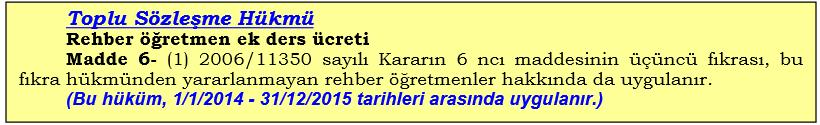 Toplu Sözleşme Hükmü
Rehber öğretmen ek ders ücreti
Madde 6- (1) 2006/11350 sayılı Kararın 6 ncı maddesinin üçüncü fıkrası, bu
fıkra hükmünden yararlanmayan rehber öğretmenler hakkında da uygulanır.
(Bu hüküm, 1/1/2014 - 31/12/2015 tarihleri arasında uygulanır.)